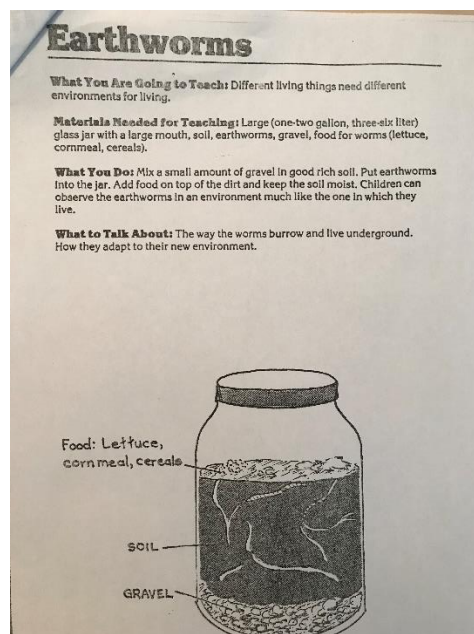 Earthworms
What You Are Going to Teach: Different living things need different
environments for living.
Materials Needed for Teaching: Large (one-two gallon, three-six liter)
glass jar with a large mouth, soil, earthworms, gravel, food for worms (lettuce,
cornmeal, cereals).
What You Do: Mix a small amount of gravel in good rich soil. Put earthworms
into the jar. Add food on top of the dirt and keep the soil moist. Children can
observe the earthworms in an environment much like the one in which they
live.
What to Talk About: The way the worms burrow and live underground.
How they adapt to their new environment.
Food: Lettuce,
corn meal, cereals
SOIL
GRAVEL